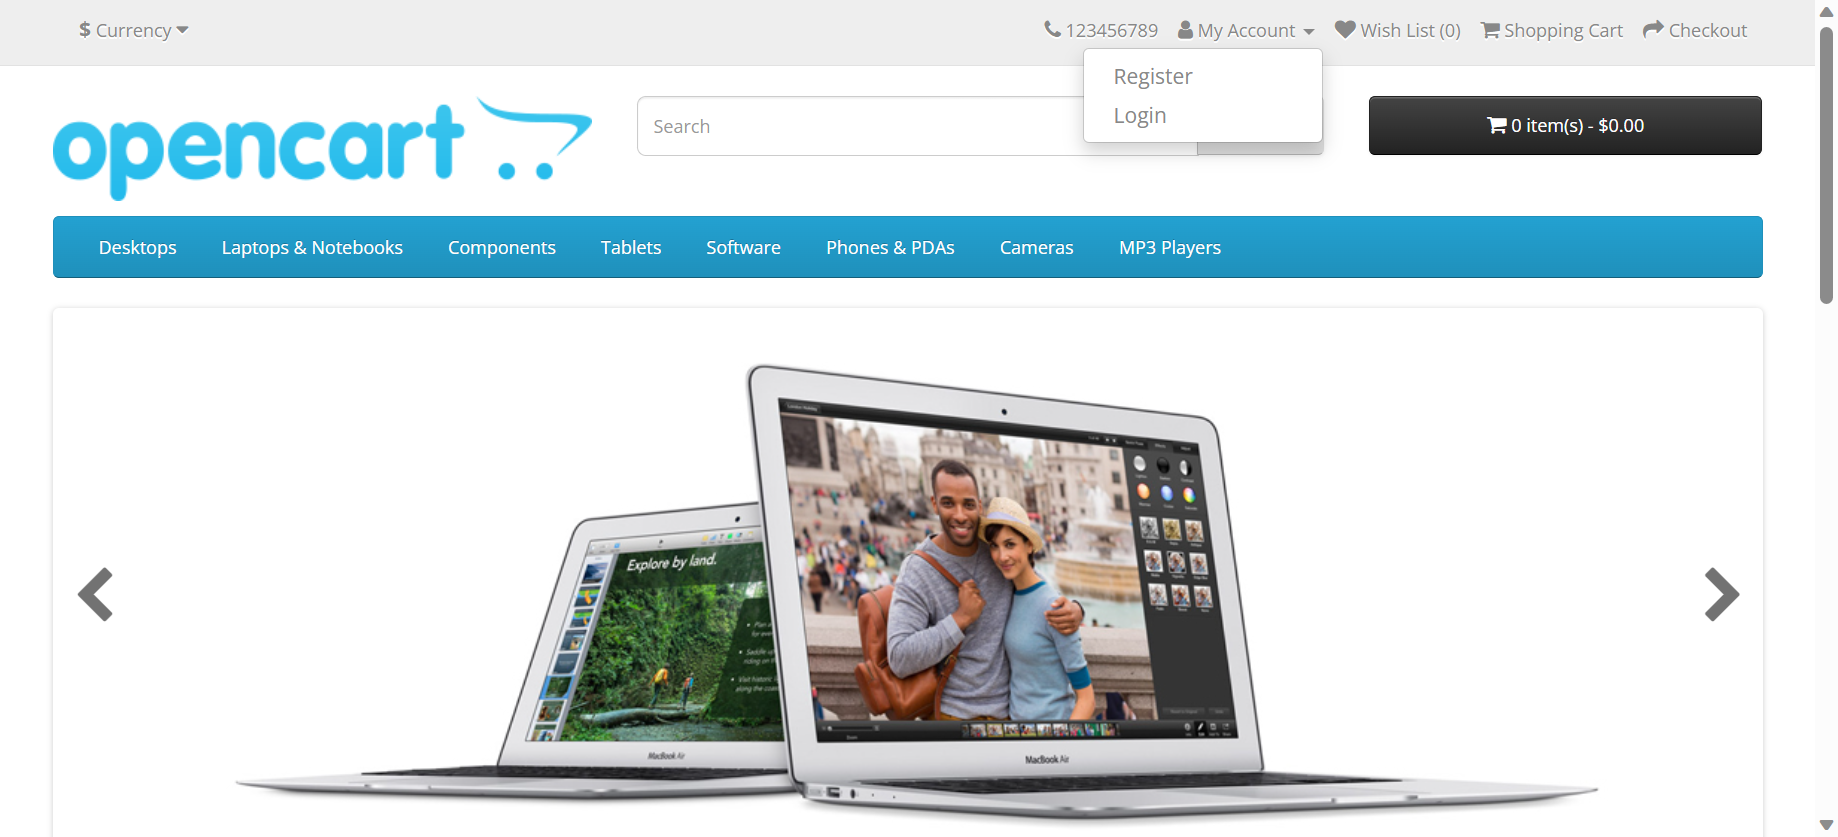 $ Currency
123456789 My Account Wish List (0) Shopping Cart Checkout
Register
Login
opencart
Search
0 item(s) - $0.00
Desktops Laptops & Notebooks Components Tablets Software Phones & PDAs Cameras MP3 Players
Explore by land.
MacBook Air
MacBook Air